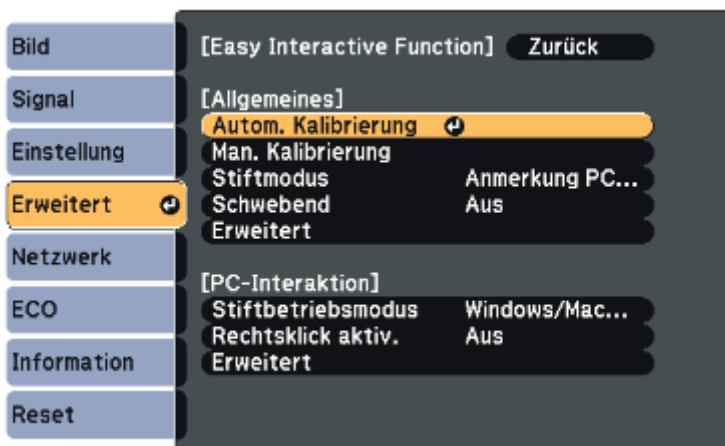 Bild
Signal
Einstellung
Erweitert
Netzwerk
ECO
Information
Reset
[Easy Interactive Function] Zurück
[Allgemeines]
Autom. Kalibrierung
Man. Kalibrierung
Stiftmodus Anmerkung PC...
Schwebend Aus
Erweitert
[PC-Interaktion]
Stiftbetriebsmodus Windows/Mac...
Rechtsklick aktiv. Aus
Erweitert